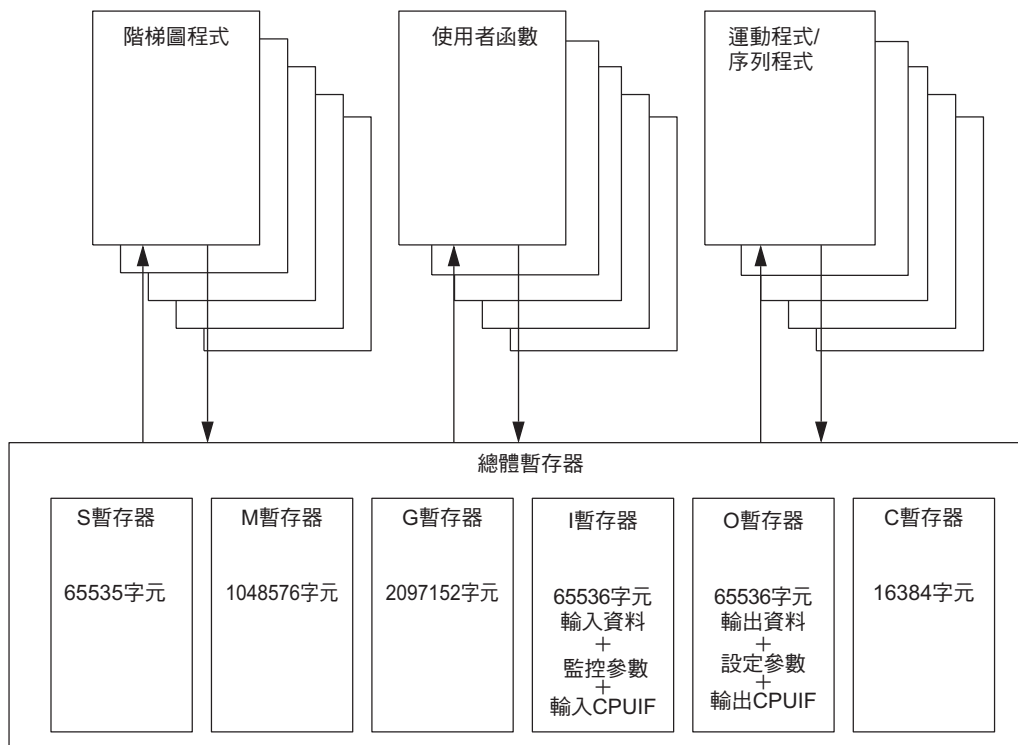 階梯圖程式
使用者函數
運動程式/
序列程式
總體暫存器
S暫存器
65535字元
M暫存器
1048576字元
G暫存器
2097152字元
I暫存器
65536字元
輸入資料
+
監控參數
+
輸入CPUIF
O暫存器
65536字元
輸出資料
+
設定參數
+
輸出CPUIF
C暫存器
16384字元